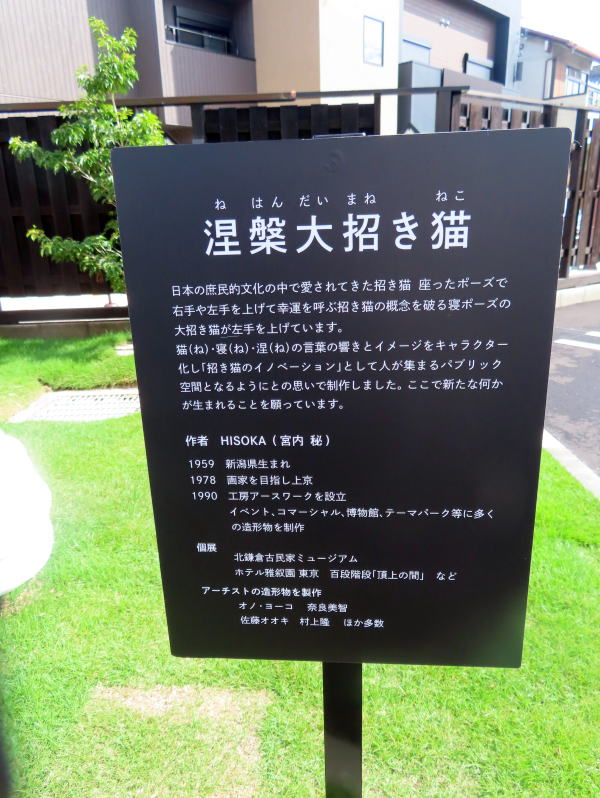 ね はん だい まね ねこ
涅槃大招き猫
日本の庶民的文化の中で愛されてきた招き猫 座ったポーズで
右手や左手を上げて幸運を呼ぶ招き猫の概念を破る寝ポーズの
大招き猫が左手を上げています。
猫(ね)・寝(ね)・涅(ね)の言葉の響きとイメージをキャラクター
化し「招き猫のイノベーション」として人が集まるパブリック
空間となるようにとの思いで制作しました。ここで新たな何か
が生まれることを願っています。
作者 HISOKA (宮内 秘)
1959 新潟県生まれ
1978 画家を目指し上京
1990 工房アースワークを設立
イベント、コマーシャル、博物館、テーマパーク等に多く
の造形物を制作
個展
北鎌倉古民家ミュージアム
ホテル雅叙園 東京 百段階段「頂上の間」 など
アーチストの造形物を製作
オノ・ヨーコ 奈良美智
佐藤オオキ 村上隆 ほか多数